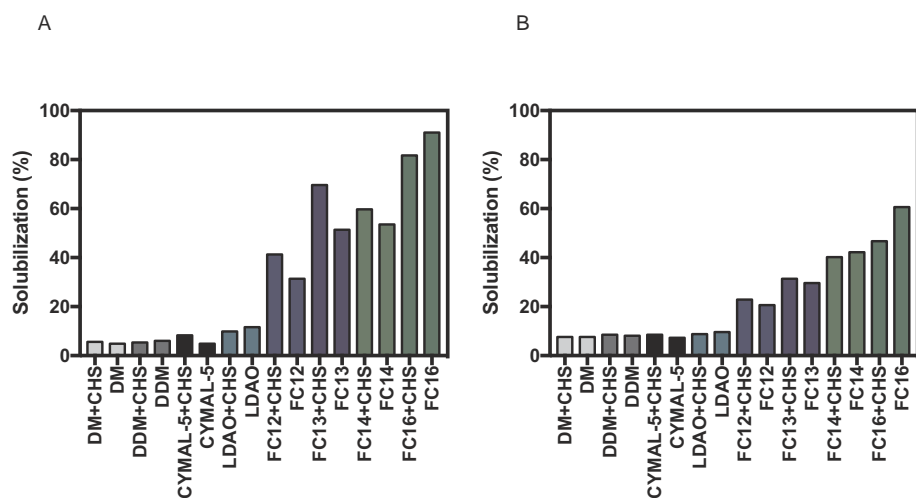 A
B
Solubilization (%)
100
80
60
40
20
0
DM+CHS
DM
DDM+CHS
DDM
CYMAL-5+CHS
CYMAL-5
LDAO+CHS
LDAO
FC12+CHS
FC12
FC13+CHS
FC13
FC14+CHS
FC14
FC16+CHS
FC16
Solubilization (%)
100
80
60
40
20
0
DM+CHS
DM
DDM+CHS
DDM
CYMAL-5+CHS
CYMAL-5
LDAO+CHS
LDAO
FC12+CHS
FC12
FC13+CHS
FC13
FC14+CHS
FC14
FC16+CHS
FC16